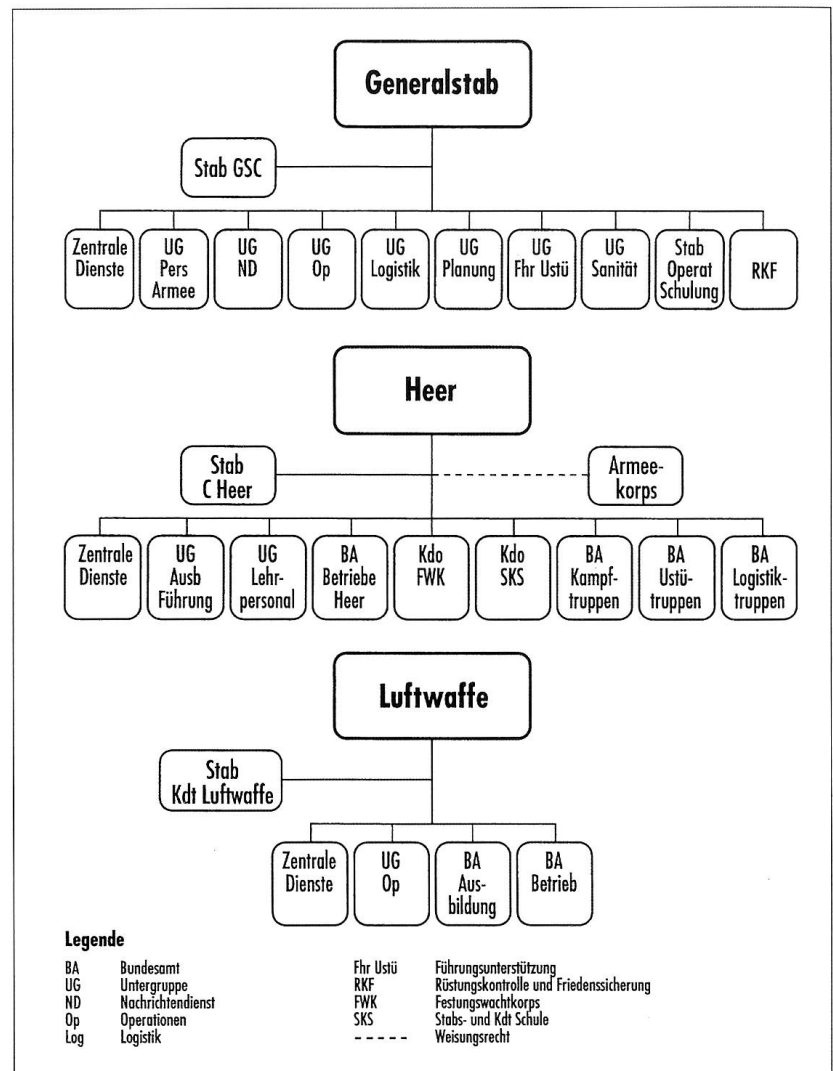 Generalstab
Stab GSC
Zentrale
Dienste
UG
Pers
Armee
UG
ND
UG
Op
UG
Logistik
UG
Planung
UG
Fhr Ustü
UG
Sanität
Stab
Operat
Schulung
RKF
Heer
Stab
C Heer
Armee-
korps
Zentrale
Dienste
UG
Ausb
Führung
UG
Lehr-
personal
BA
Betriebe
Heer
Kdo
FWK
Kdo
SKS
BA
Kampf-
truppen
BA
Ustü-
truppen
BA
Logistik-
truppen
Luftwaffe
Stab
Kdt Luftwaffe
Zentrale
Dienste
UG
Op
BA
Aus-
bildung
BA
Betrieb
Legende
BA Bundesamt
UG Untergruppe
ND Nachrichtendienst
Op Operationen
Log Logistik
Fhr Ustü Führungsunterstützung
RKF Rüstungskontrolle und Friedenssicherung
FWK Festungswachtkorps
SKS Stabs- und Kdt Schule
----- Weisungsrecht